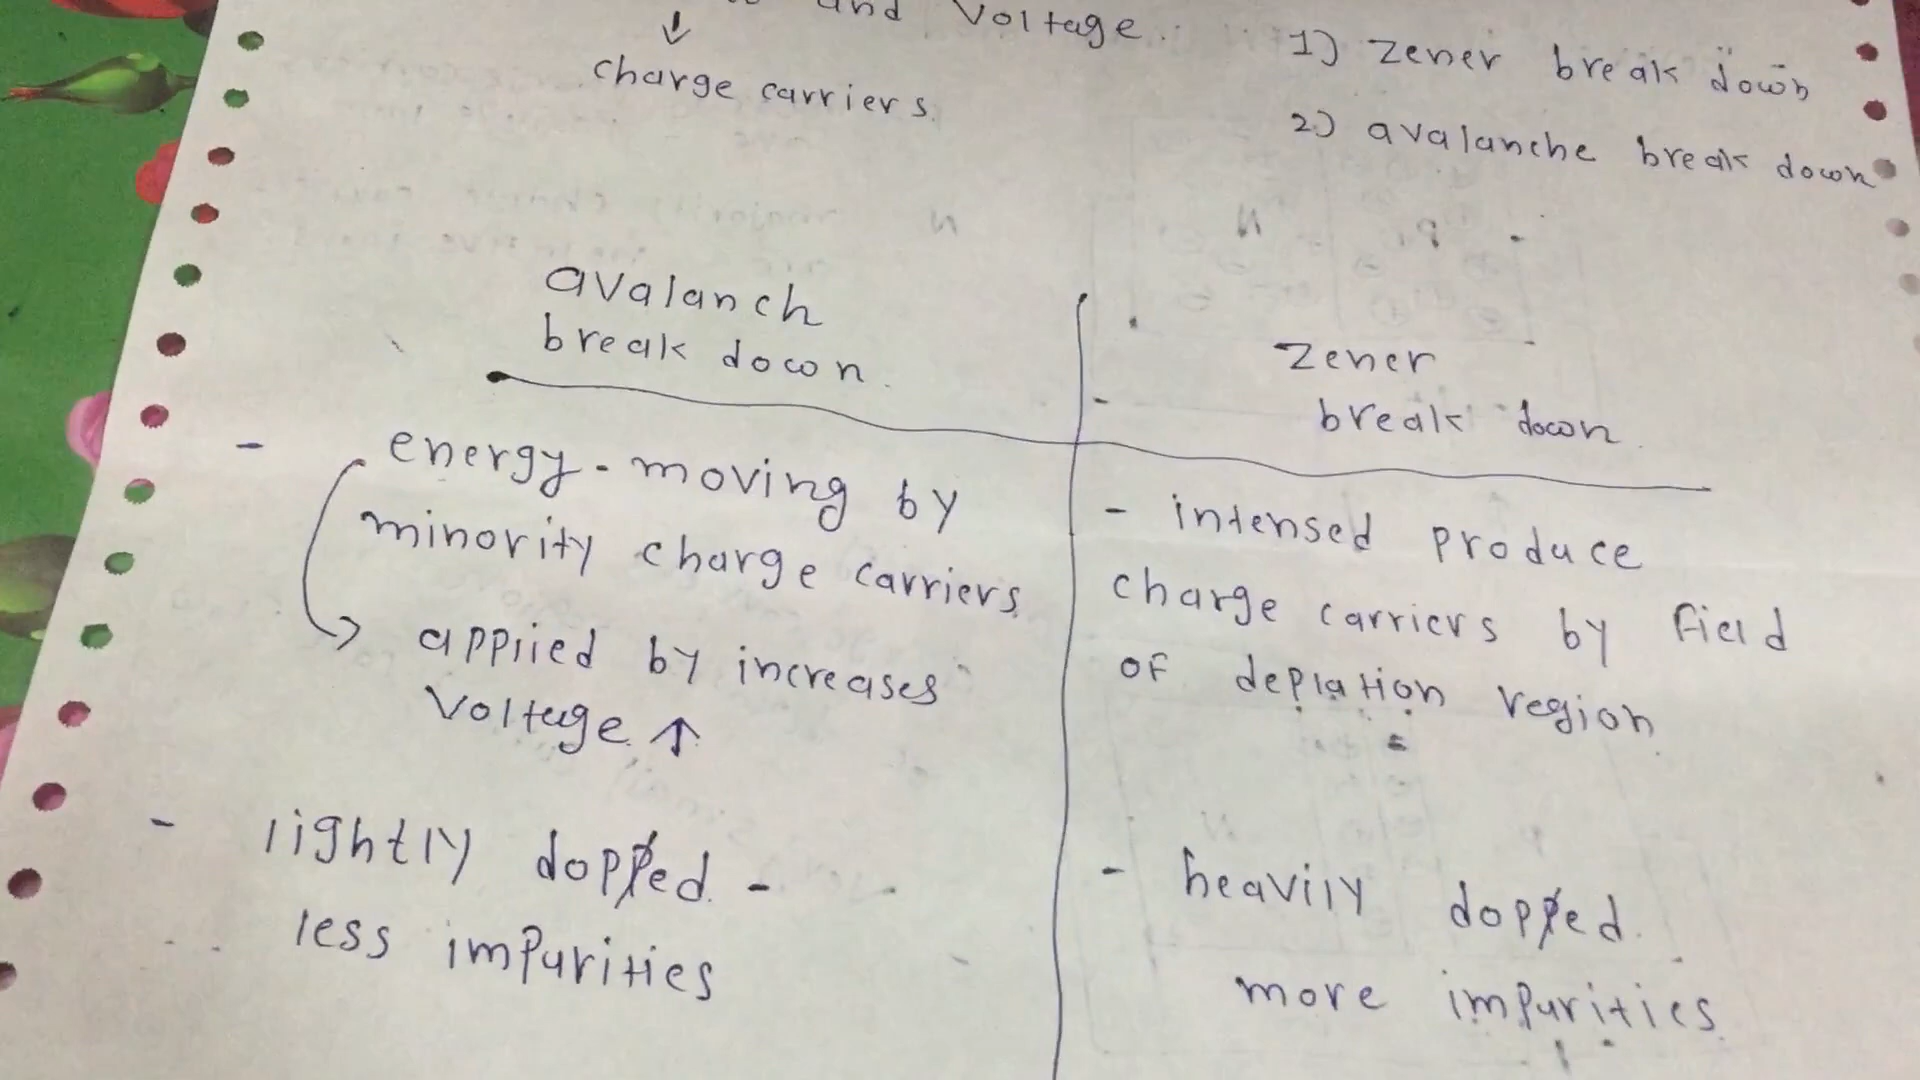 and Voltage
↓
charge carriers.
1) zener break down
2) avalanche break down
avalanch
break down.
zener
break down.
- energy - moving by
minority charge carriers.
→ applied by increases
Voltage ↑
- lightly dopped -
less impurities
- intensed produce
charge carriers by field
of deplation region
- heavily dopped.
more impurities